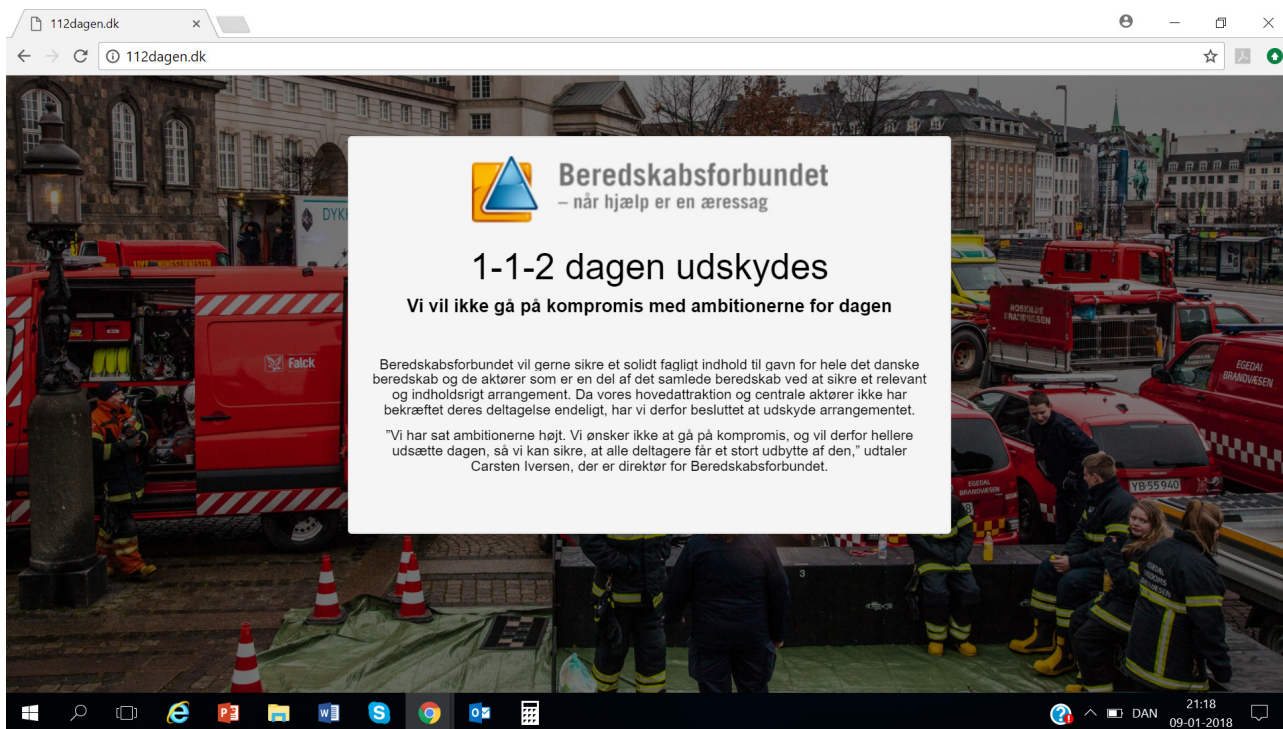 112dagen.dk
112dagen.dk
Beredskabsforbundet
– når hjælp er en æressag
1-1-2 dagen udskydes
Vi vil ikke gå på kompromis med ambitionerne for dagen
Beredskabsforbundet vil gerne sikre et solidt fagligt indhold til gavn for hele det danske
beredskab og de aktører som er en del af det samlede beredskab ved at sikre et relevant
og indholdsrigt arrangement. Da vores hovedattraktion og centrale aktører ikke har
bekræftet deres deltagelse endeligt, har vi derfor besluttet at udskyde arrangementet.
”Vi har sat ambitionerne højt. Vi ønsker ikke at gå på kompromis, og vil derfor hellere
udsætte dagen, så vi kan sikre, at alle deltagere får et stort udbytte af den,” udtaler
Carsten Iversen, der er direktør for Beredskabsforbundet.
DYK
Falck
ROSKILDE
BRANDVÆSEN
EGEDAL
BRANDVÆSEN
YB 55 940
EGEDAL
BRANDVÆSEN
3
DAN
21:18
09-01-2018